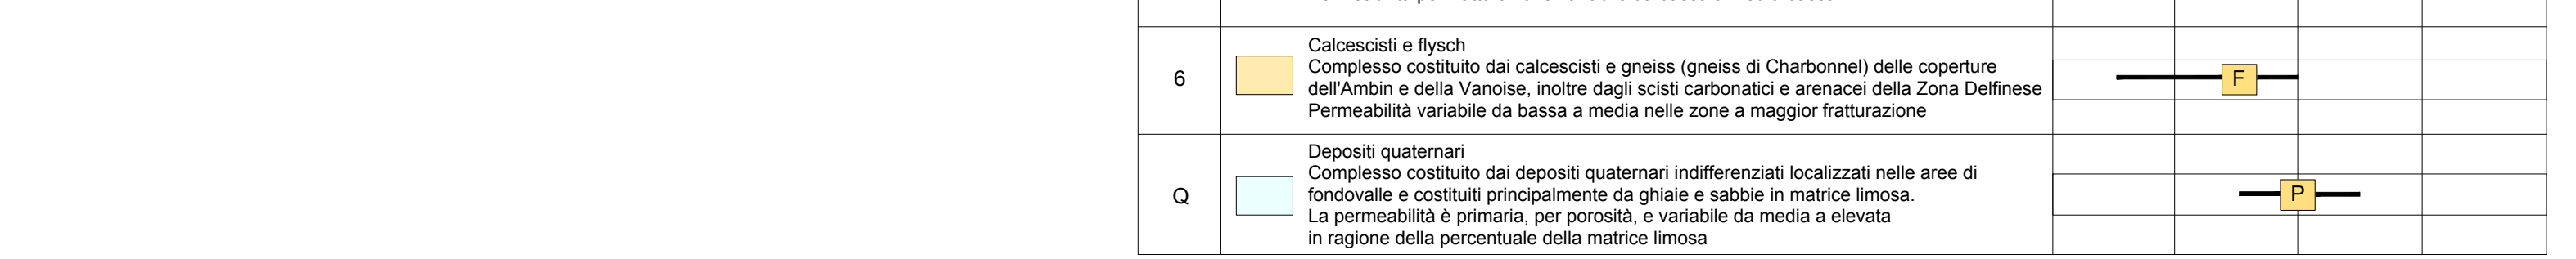 6
Calcescisti e flysch
Complesso costituito dai calcescisti e gneiss (gneiss di Charbonnel) delle coperture
dell'Ambin e della Vanoise, inoltre dagli scisti carbonatici e arenacei della Zona Delfinese
Permeabilità variabile da bassa a media nelle zone a maggior fratturazione
F
Q
Depositi quaternari
Complesso costituito dai depositi quaternari indifferenziati localizzati nelle aree di
fondovalle e costituiti principalmente da ghiaie e sabbie in matrice limosa.
La permeabilità è primaria, per porosità, e variabile da media a elevata
in ragione della percentuale della matrice limosa
P